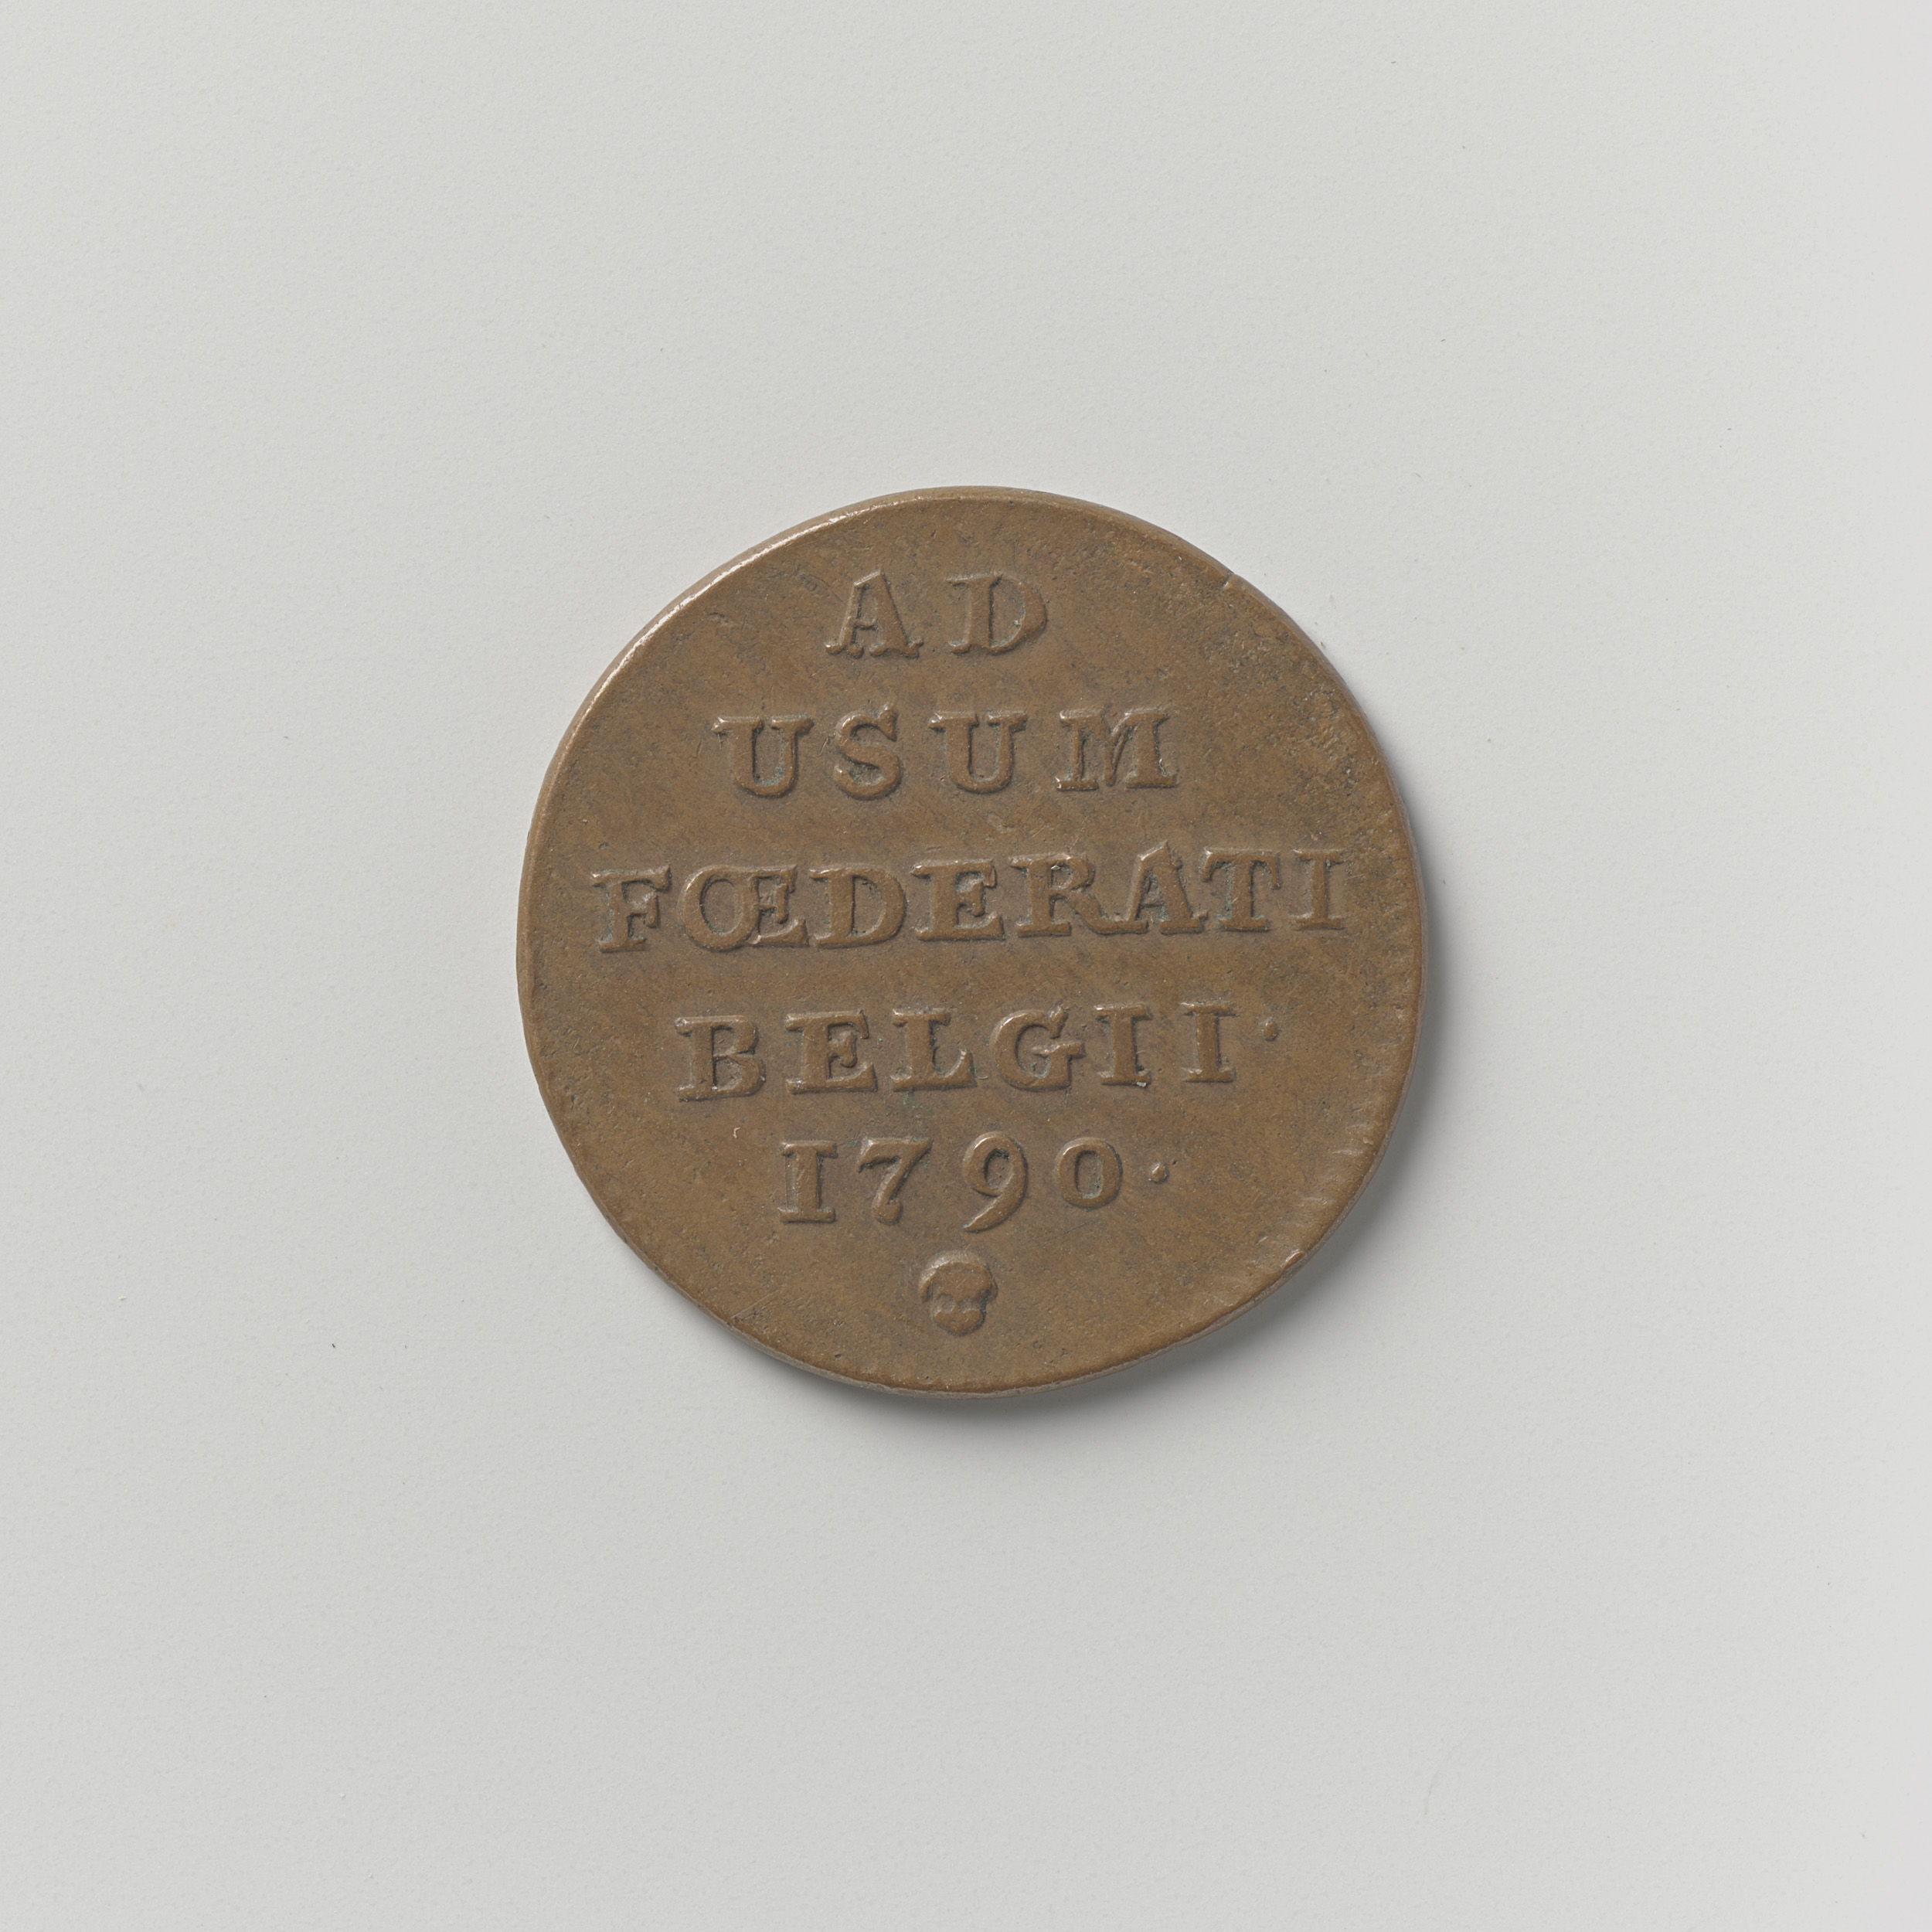 AD
USUM
FŒDERATI
BELGII·
1790·